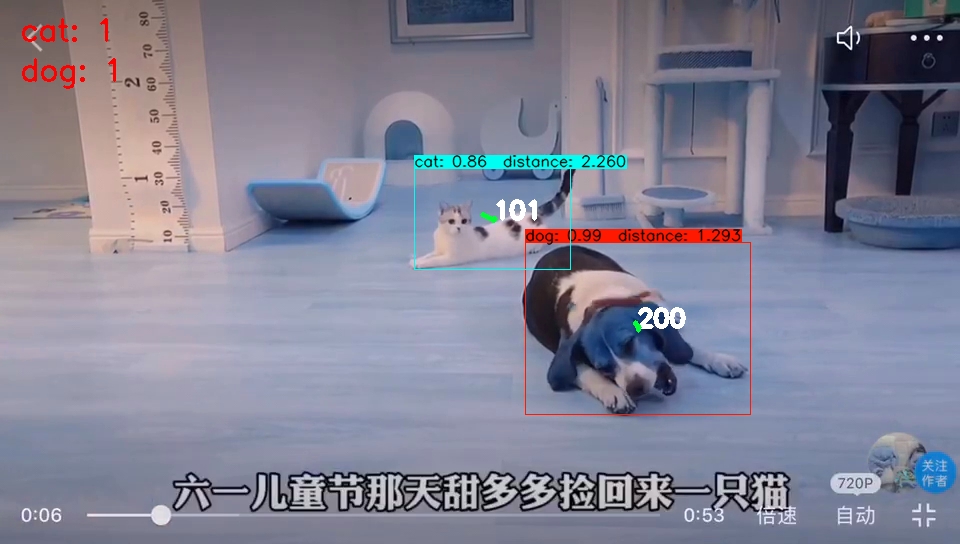 cat: 1
dog: 1
80
70
2
60
50
40
1
30
20
10
cat: 0.86 distance: 2.260
101
dog: 0.99 distance: 1.293
200
关注
作者
六一儿童节那天甜多多捡回来一只猫
720P
0:06
0:53
倍速
自动